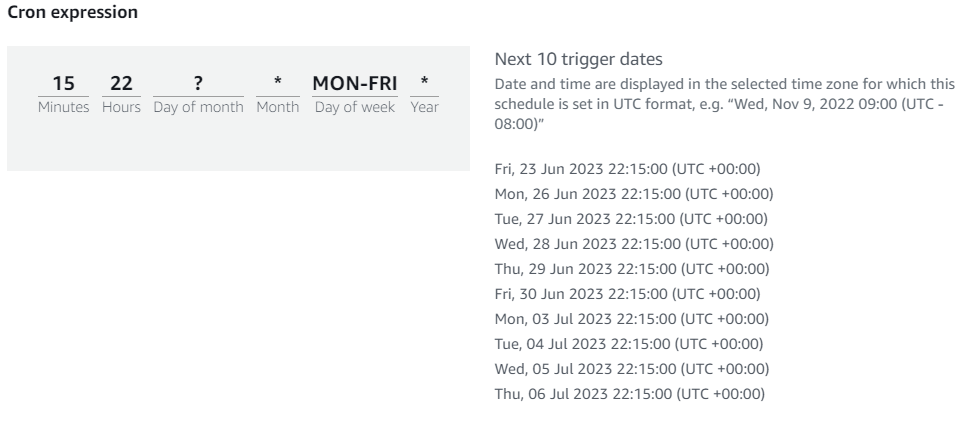 Cron expression
15 22 ? * MON-FRI *
Minutes Hours Day of month Month Day of week Year
Next 10 trigger dates
Date and time are displayed in the selected time zone for which this
schedule is set in UTC format, e.g. “Wed, Nov 9, 2022 09:00 (UTC -
08:00)”
Fri, 23 Jun 2023 22:15:00 (UTC +00:00)
Mon, 26 Jun 2023 22:15:00 (UTC +00:00)
Tue, 27 Jun 2023 22:15:00 (UTC +00:00)
Wed, 28 Jun 2023 22:15:00 (UTC +00:00)
Thu, 29 Jun 2023 22:15:00 (UTC +00:00)
Fri, 30 Jun 2023 22:15:00 (UTC +00:00)
Mon, 03 Jul 2023 22:15:00 (UTC +00:00)
Tue, 04 Jul 2023 22:15:00 (UTC +00:00)
Wed, 05 Jul 2023 22:15:00 (UTC +00:00)
Thu, 06 Jul 2023 22:15:00 (UTC +00:00)